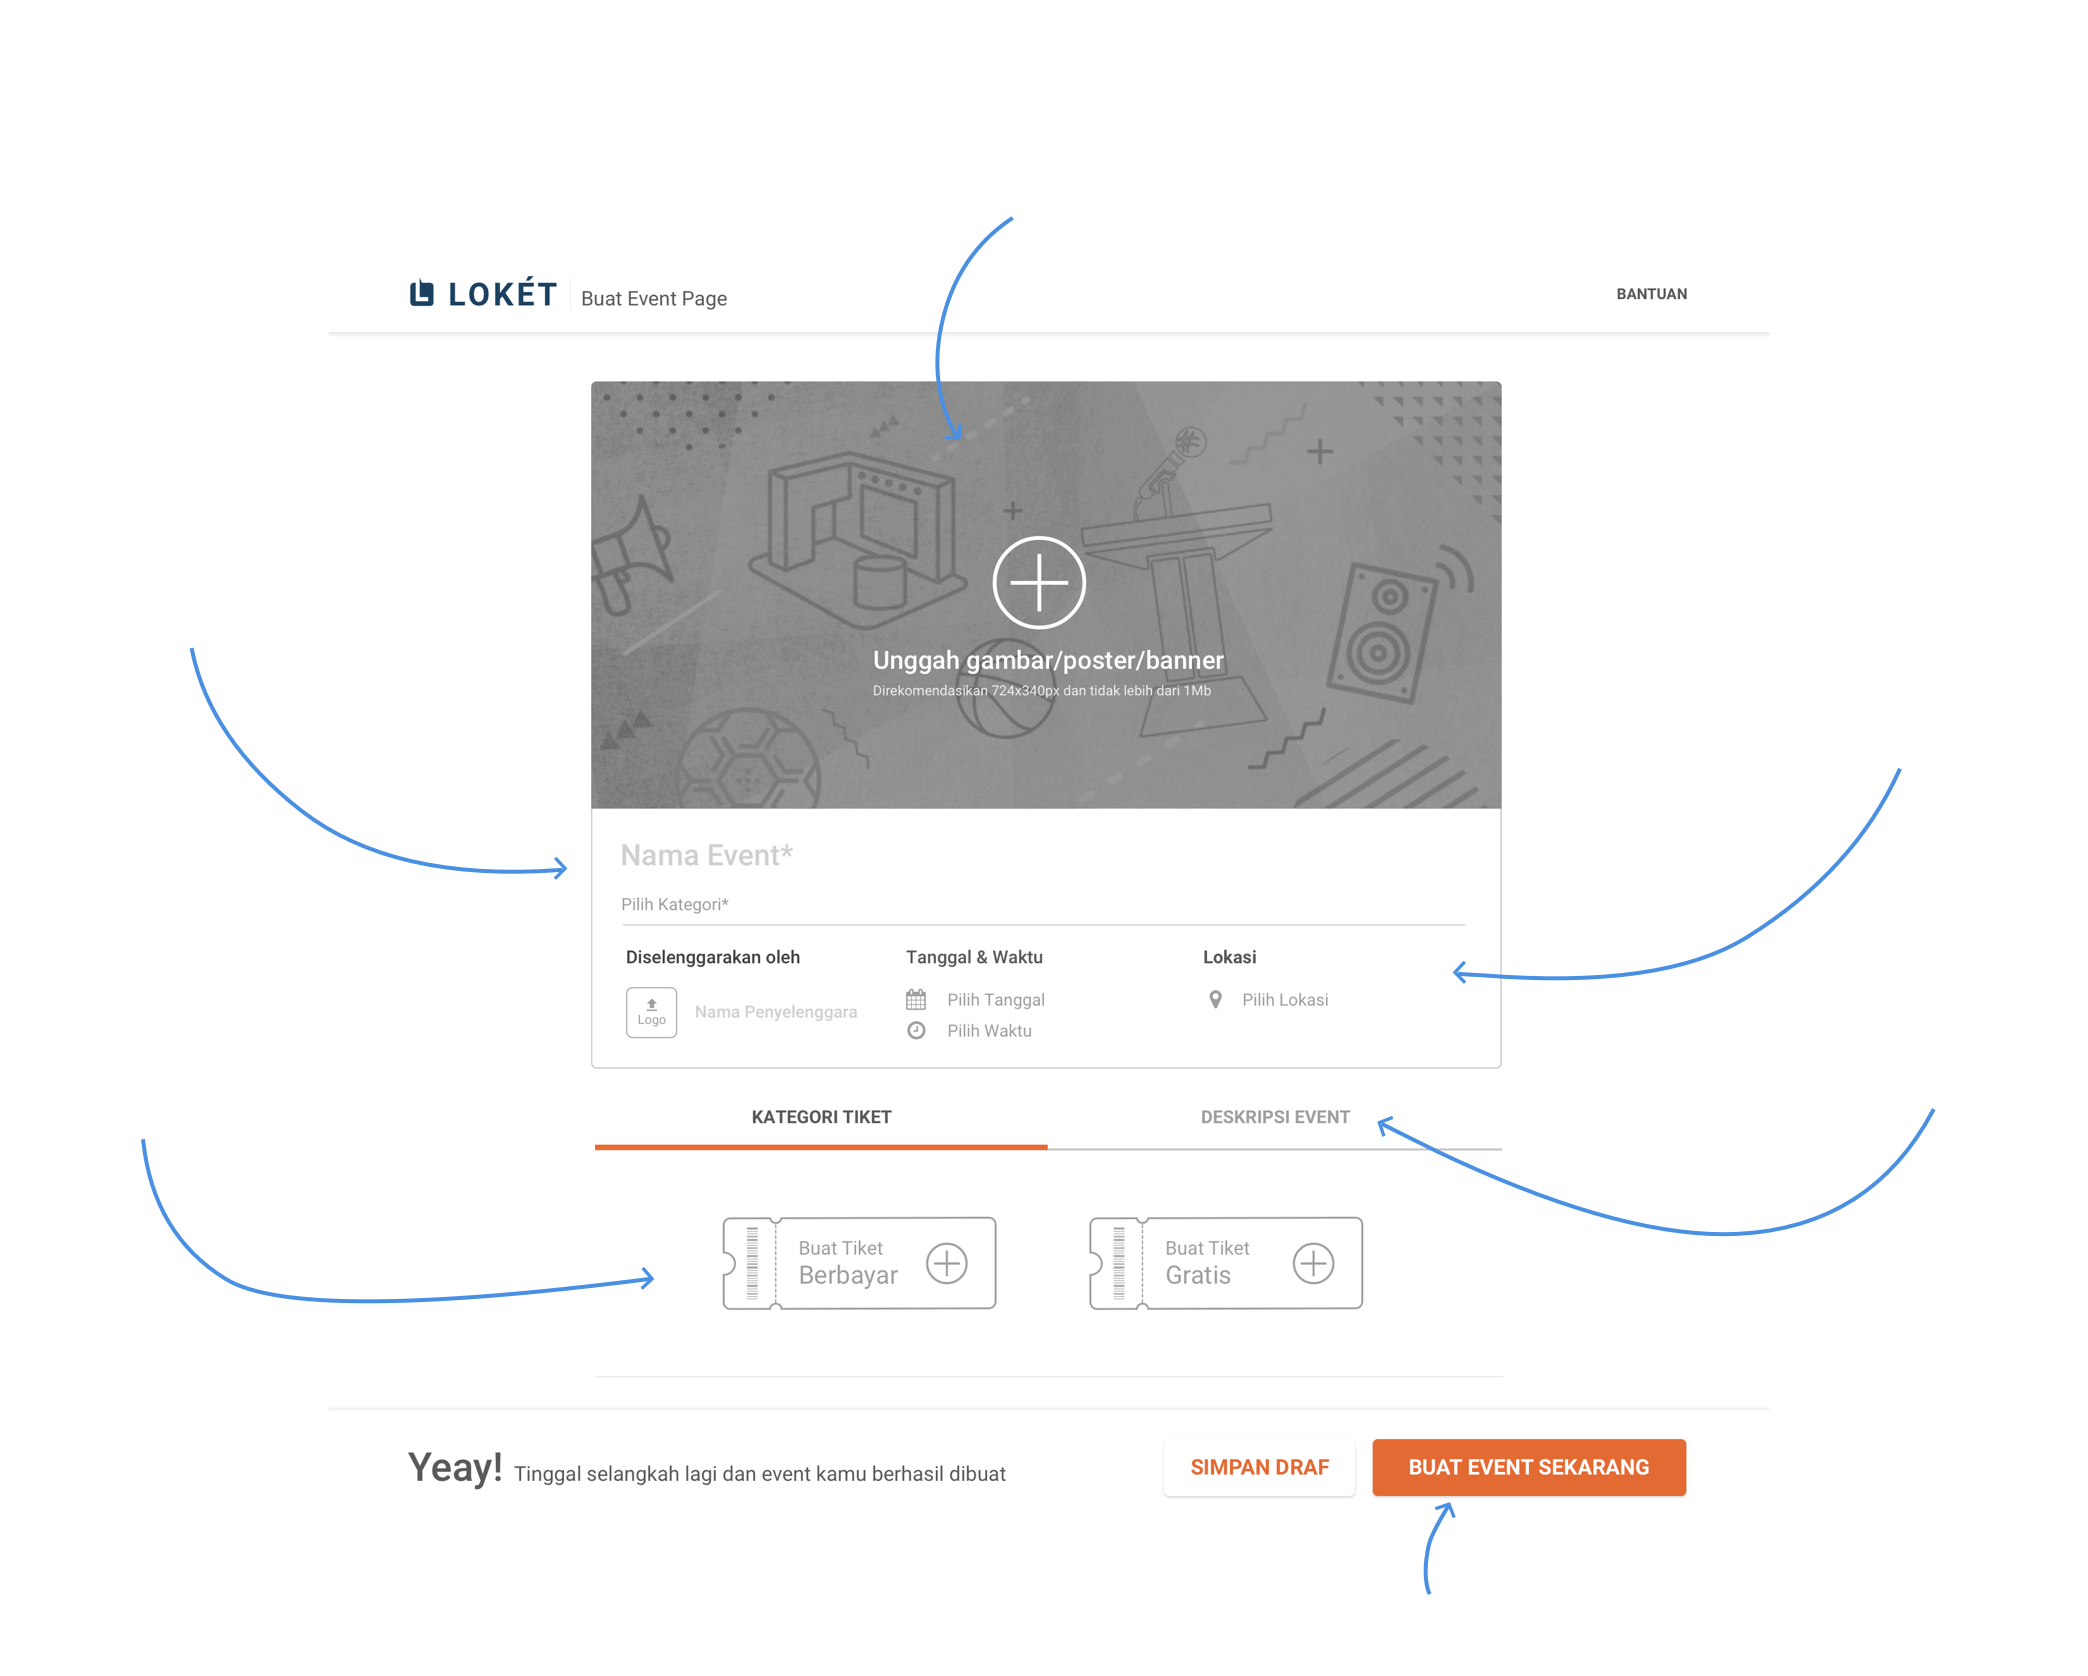 LOKÉT
Buat Event Page
BANTUAN
Unggah gambar/poster/banner
Direkomendasikan 724x340px dan tidak lebih dari 1Mb
Nama Event*
Pilih Kategori*
Diselenggarakan oleh
Logo
Nama Penyelenggara
Tanggal & Waktu
Pilih Tanggal
Pilih Waktu
Lokasi
Pilih Lokasi
KATEGORI TIKET
DESKRIPSI EVENT
Buat Tiket
Berbayar
Buat Tiket
Gratis
Yeay! Tinggal selangkah lagi dan event kamu berhasil dibuat
SIMPAN DRAF
BUAT EVENT SEKARANG